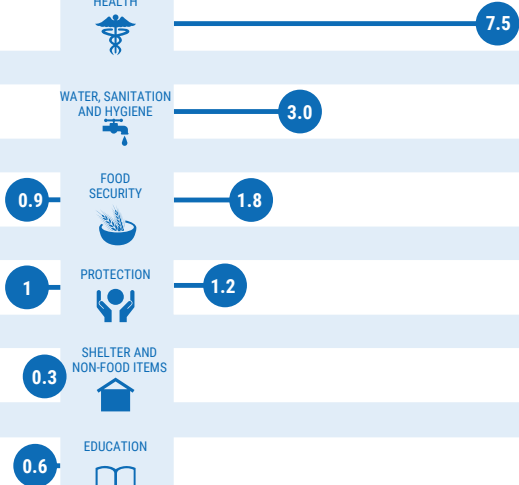 HEALTH
7.5
WATER, SANITATION
AND HYGIENE
3.0
FOOD
SECURITY
0.9
1.8
PROTECTION
1
1.2
SHELTER AND
NON-FOOD ITEMS
0.3
EDUCATION
0.6